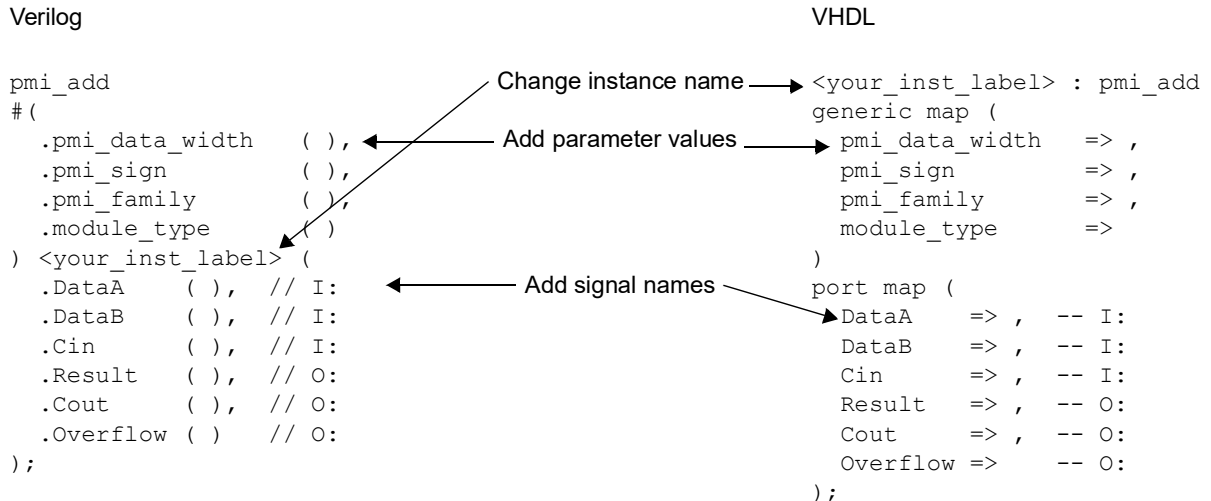 Verilog
pmi_add
#(
  .pmi_data_width   ( ),
  .pmi_sign         ( ),
  .pmi_family       ( ),
  .module_type      ( )
) <your_inst_label> (
  .DataA    ( ),  // I:
  .DataB    ( ),  // I:
  .Cin      ( ),  // I:
  .Result   ( ),  // O:
  .Cout     ( ),  // O:
  .Overflow ( )   // O:
);
Change instance name
Add parameter values
Add signal names
VHDL
<your_inst_label> : pmi_add
generic map (
  pmi_data_width   => ,
  pmi_sign         => ,
  pmi_family       => ,
  module_type      =>
)
port map (
  DataA    => ,  -- I:
  DataB    => ,  -- I:
  Cin      => ,  -- I:
  Result   => ,  -- O:
  Cout     => ,  -- O:
  Overflow =>    -- O:
);